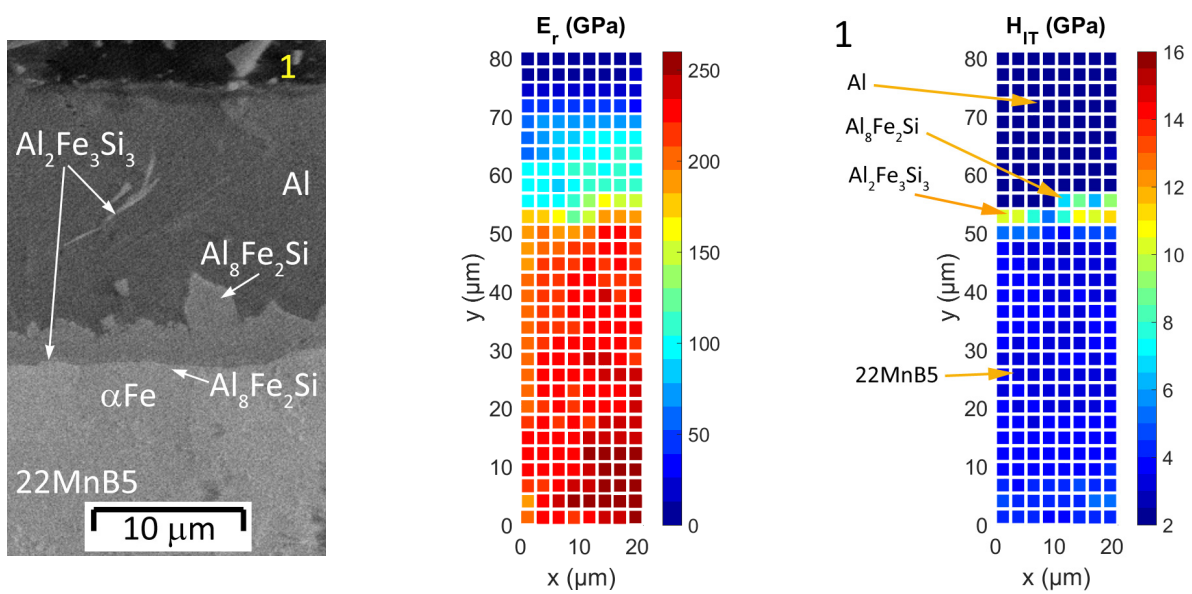 1
Al₂Fe₃Si₃
Al
Al₈Fe₂Si
Al₈Fe₂Si
αFe
22MnB5
10 μm
E_r (GPa)
80
70
60
50
40
30
20
10
0
y (μm)
0 10 20
x (μm)
250
200
150
100
50
0
1
H_IT (GPa)
Al
Al₈Fe₂Si
Al₂Fe₃Si₃
22MnB5
80
70
60
50
40
30
20
10
0
y (μm)
0 10 20
x (μm)
16
14
12
10
8
6
4
2